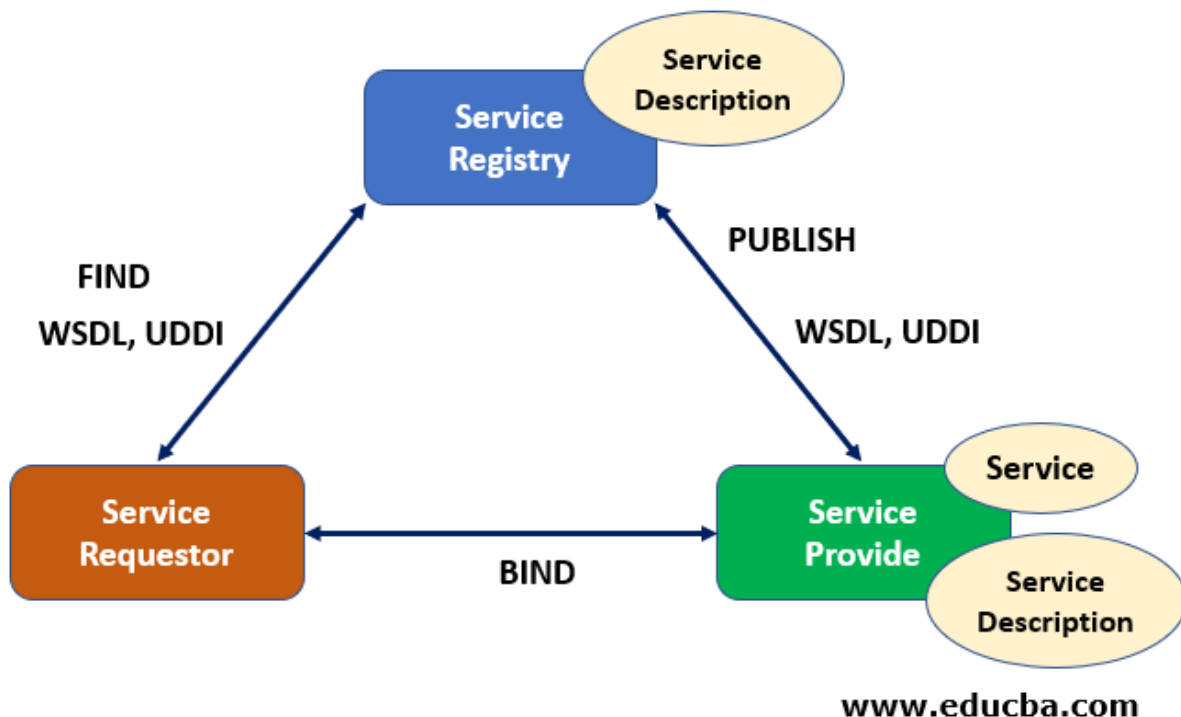 Service
Description
Service
Registry
PUBLISH
FIND
WSDL, UDDI
WSDL, UDDI
Service
Service
Requestor
BIND
Service
Provide
Service
Description
www.educba.com